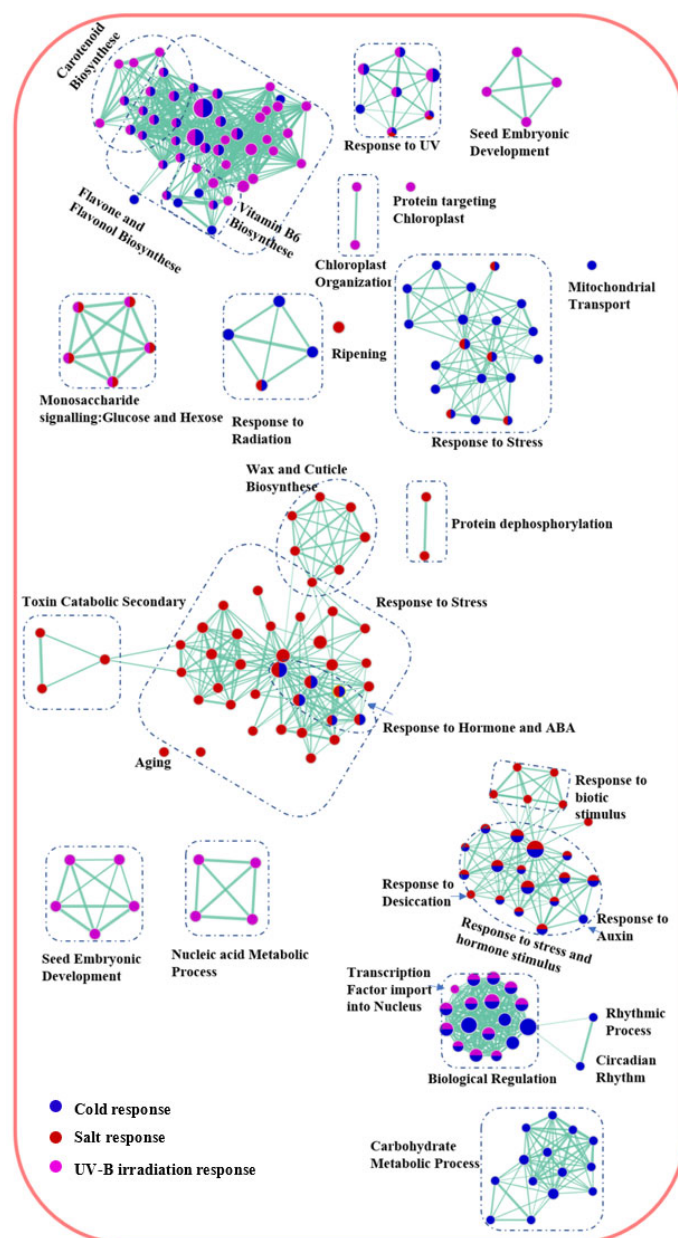 Carotenoid
Biosynthese
Response to UV
Seed Embryonic
Development
Flavone and
Flavonol Biosynthese
Vitamin B6
Biosynthese
Protein targeting
Chloroplast
Chloroplast
Organization
Mitochondrial
Transport
Monosaccharide
signalling:Glucose and Hexose
Response to
Radiation
Ripening
Response to Stress
Wax and Cuticle
Biosynthese
Protein dephosphorylation
Toxin Catabolic Secondary
Response to Stress
Response to Hormone and ABA
Aging
Response to
biotic
stimulus
Response to
Desiccation
Response to
Auxin
Response to stress and
hormone stimulus
Seed Embryonic
Development
Nucleic acid Metabolic
Process
Transcription
Factor import
into Nucleus
Rhythmic
Process
Circadian
Rhythm
Biological Regulation
Cold response
Salt response
UV-B irradiation response
Carbohydrate
Metabolic Process